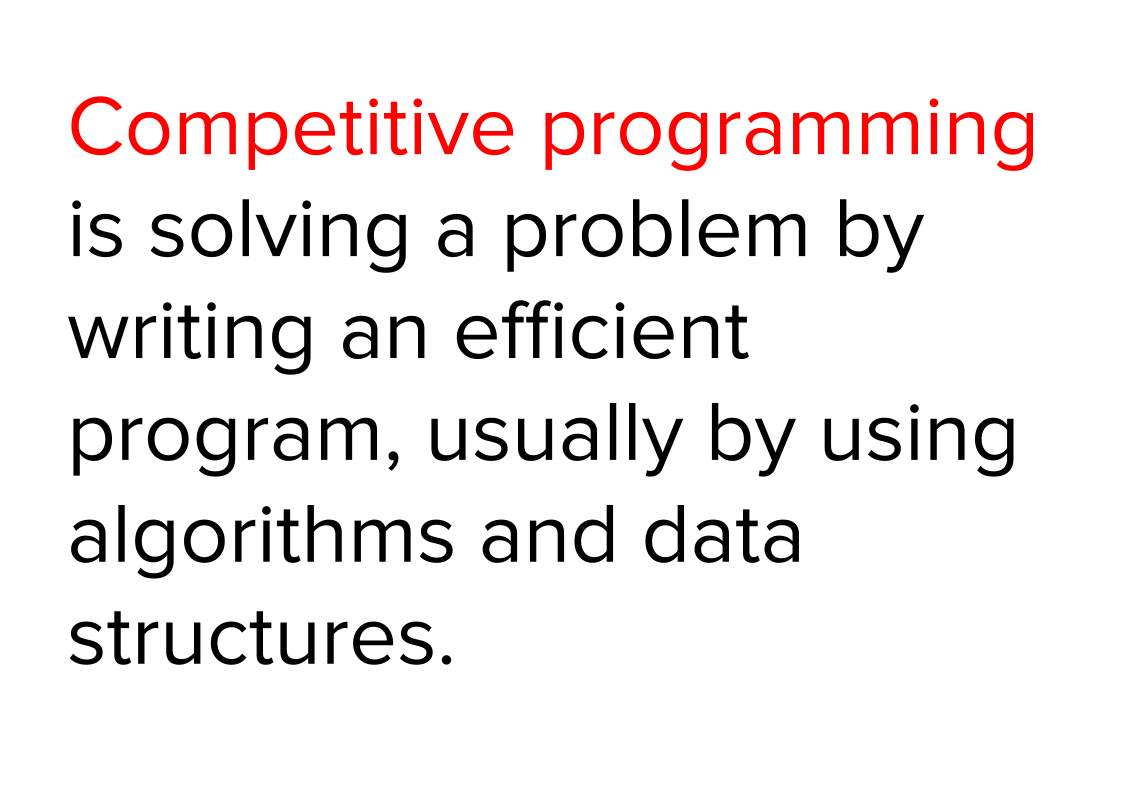 Competitive programming
is solving a problem by
writing an efficient
program, usually by using
algorithms and data
structures.